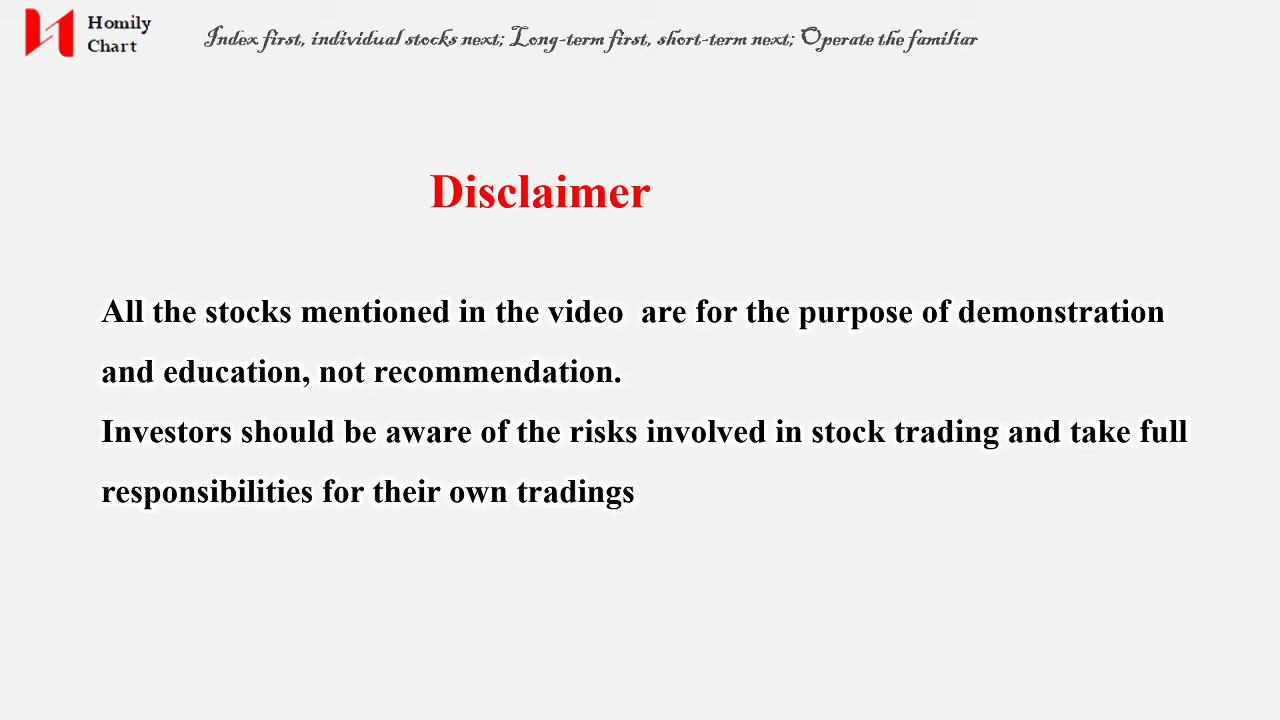 Homily
Chart
Index first, individual stocks next; Long-term first, short-term next; Operate the familiar
Disclaimer
All the stocks mentioned in the video  are for the purpose of demonstration
and education, not recommendation.
Investors should be aware of the risks involved in stock trading and take full
responsibilities for their own tradings